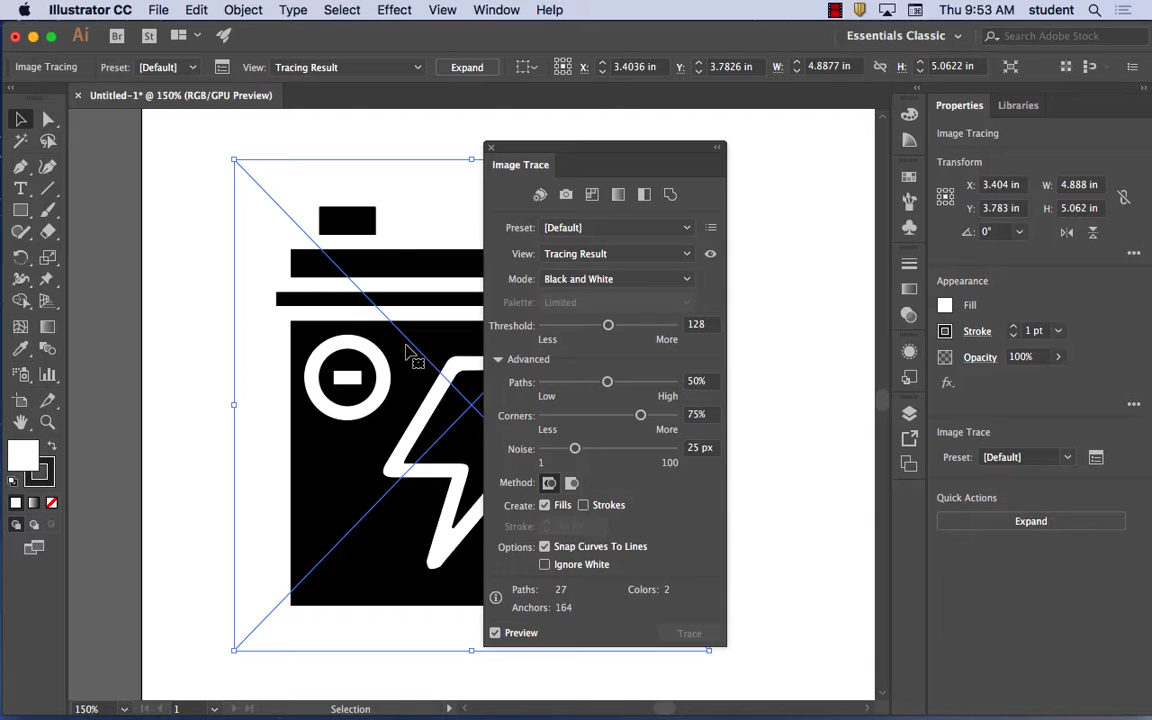 Illustrator CC File Edit Object Type Select Effect View Window Help Thu 9:53 AM student
Ai Br St Essentials Classic Search Adobe Stock
Image Tracing Preset: [Default] View: Tracing Result Expand X: 3.4036 in Y: 3.7826 in W: 4.8877 in H: 5.0622 in
Untitled-1* @ 150% (RGB/GPU Preview)
Properties Libraries
Image Tracing
Transform
X: 3.404 in W: 4.888 in
Y: 3.783 in H: 5.062 in
0°
Appearance
Fill
Stroke 1 pt
Opacity 100%
fx.
Image Trace
Preset: [Default]
Quick Actions
Expand
Image Trace
Preset: [Default]
View: Tracing Result
Mode: Black and White
Palette: Limited
Threshold: 128
Less More
Advanced
Paths: 50%
Low High
Corners: 75%
Less More
Noise: 25 px
1 100
Method:
Create: Fills Strokes
Stroke:
Options: Snap Curves To Lines
Ignore White
Paths: 27 Colors: 2
Anchors: 164
Preview Trace
150% 1 Selection